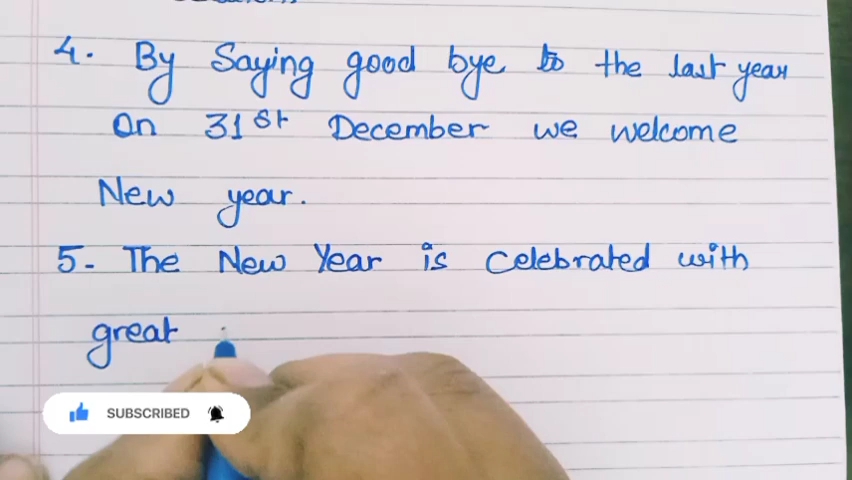 4. By Saying good bye to the last year
On 31st December we welcome
New year.
5- The New Year is celebrated with
great
SUBSCRIBED